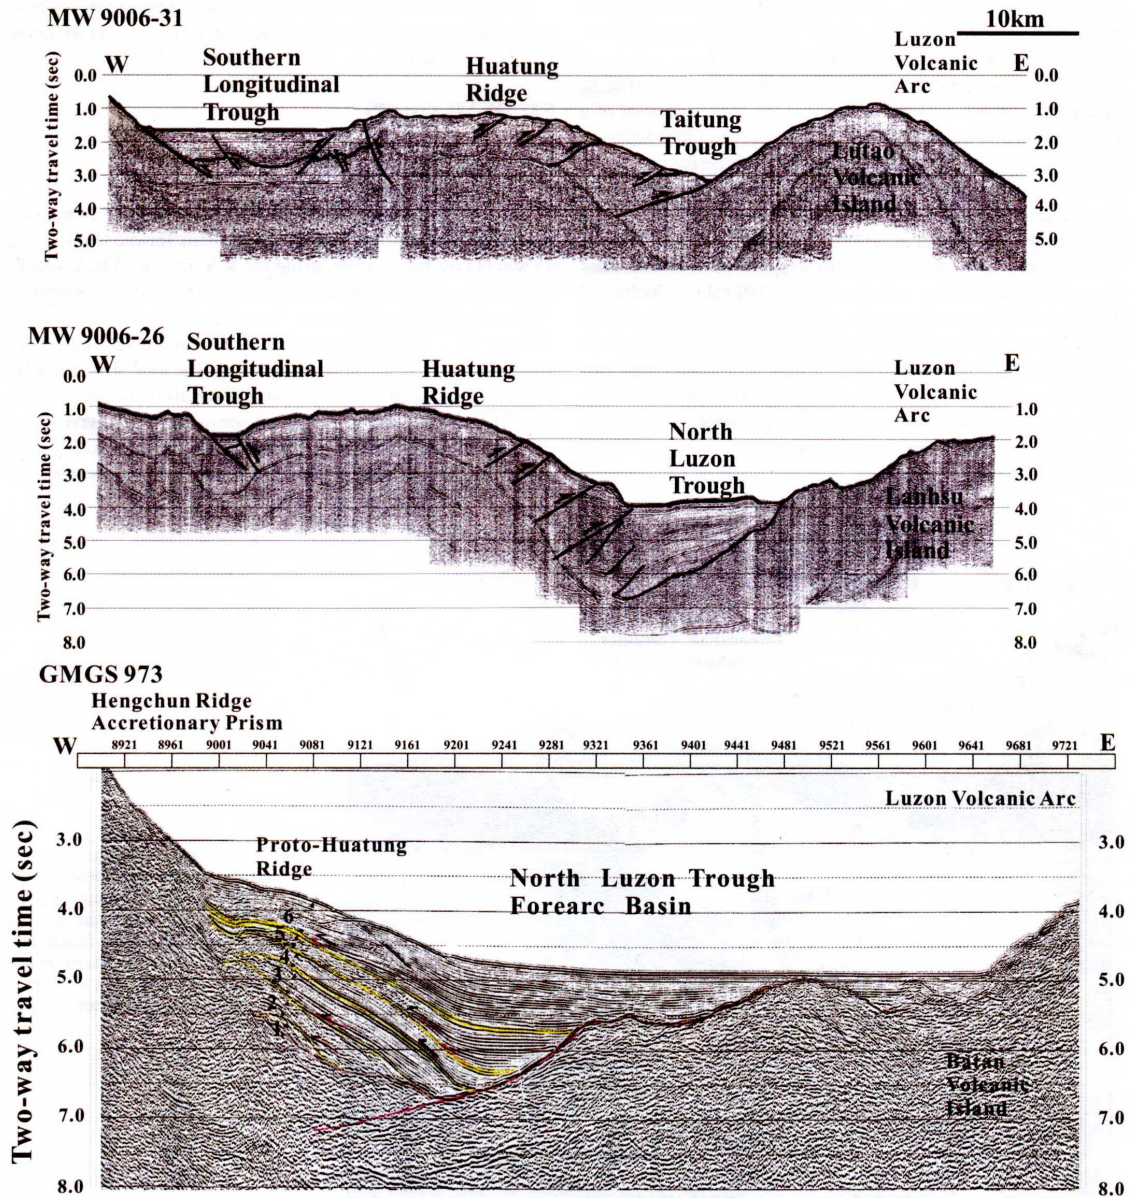 MW 9006-31
10km
W
Southern
Longitudinal
Trough
Huatung
Ridge
Taitung
Trough
Luzon
Volcanic
Arc
E
Lutao
Volcanic
Island
Two-way travel time (sec)
0.0
1.0
2.0
3.0
4.0
5.0
0.0
1.0
2.0
3.0
4.0
5.0
MW 9006-26
W
Southern
Longitudinal
Trough
Huatung
Ridge
North
Luzon
Trough
Luzon
Volcanic
Arc
E
Lanhsu
Volcanic
Island
Two-way travel time (sec)
0.0
1.0
2.0
3.0
4.0
5.0
6.0
7.0
8.0
1.0
2.0
3.0
4.0
5.0
6.0
7.0
8.0
GMGS 973
Hengchun Ridge
Accretionary Prism
W 8921 8961 9001 9041 9081 9121 9161 9201 9241 9281 9321 9361 9401 9441 9481 9521 9561 9601 9641 9681 9721 E
Luzon Volcanic Arc
Proto-Huatung
Ridge
North Luzon Trough
Forearc Basin
6
5
4
3
2
1
Batan
Volcanic
Island
Two-way travel time (sec)
3.0
4.0
5.0
6.0
7.0
8.0
3.0
4.0
5.0
6.0
7.0
8.0